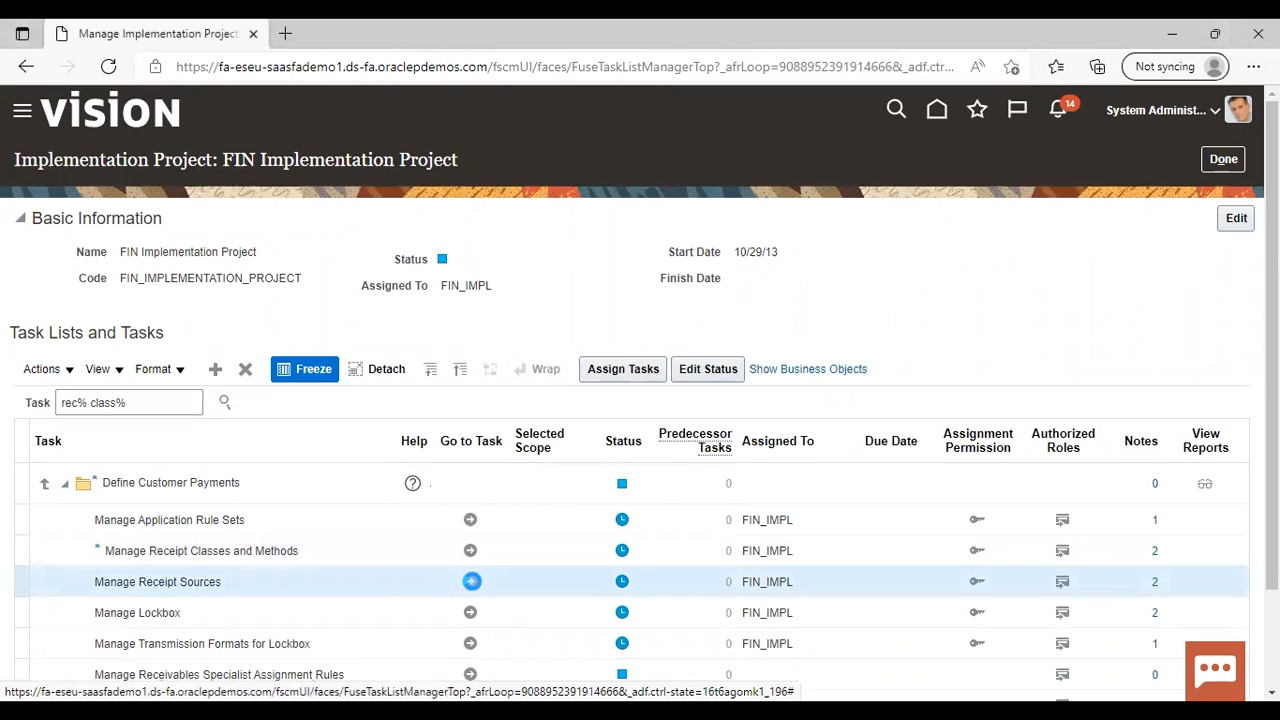 Manage Implementation Project:
https://fa-eseu-saasfademo1.ds-fa.oraclepdemos.com/fscmUI/faces/FuseTaskListManagerTop?_afrLoop=9088952391914666&_adf.ctr...
Not syncing
vision
14
System Administ...
Implementation Project: FIN Implementation Project
Done
Basic Information
Edit
Name FIN Implementation Project Status Start Date 10/29/13
Code FIN_IMPLEMENTATION_PROJECT Assigned To FIN_IMPL Finish Date
Task Lists and Tasks
Actions View Format Freeze Detach Wrap Assign Tasks Edit Status Show Business Objects
Task rec% class%
Task Help Go to Task Selected Scope Status Predecessor Tasks Assigned To Due Date Assignment Permission Authorized Roles Notes View Reports
* Define Customer Payments 0 0
Manage Application Rule Sets 0 FIN_IMPL 1
* Manage Receipt Classes and Methods 0 FIN_IMPL 2
Manage Receipt Sources 0 FIN_IMPL 2
Manage Lockbox 0 FIN_IMPL 2
Manage Transmission Formats for Lockbox 0 FIN_IMPL 1
Manage Receivables Specialist Assignment Rules 0 0
https://fa-eseu-saasfademo1.ds-fa.oraclepdemos.com/fscmUI/faces/FuseTaskListManagerTop?_afrLoop=9088952391914666&_adf.ctrl-state=16t6agomk1_196#